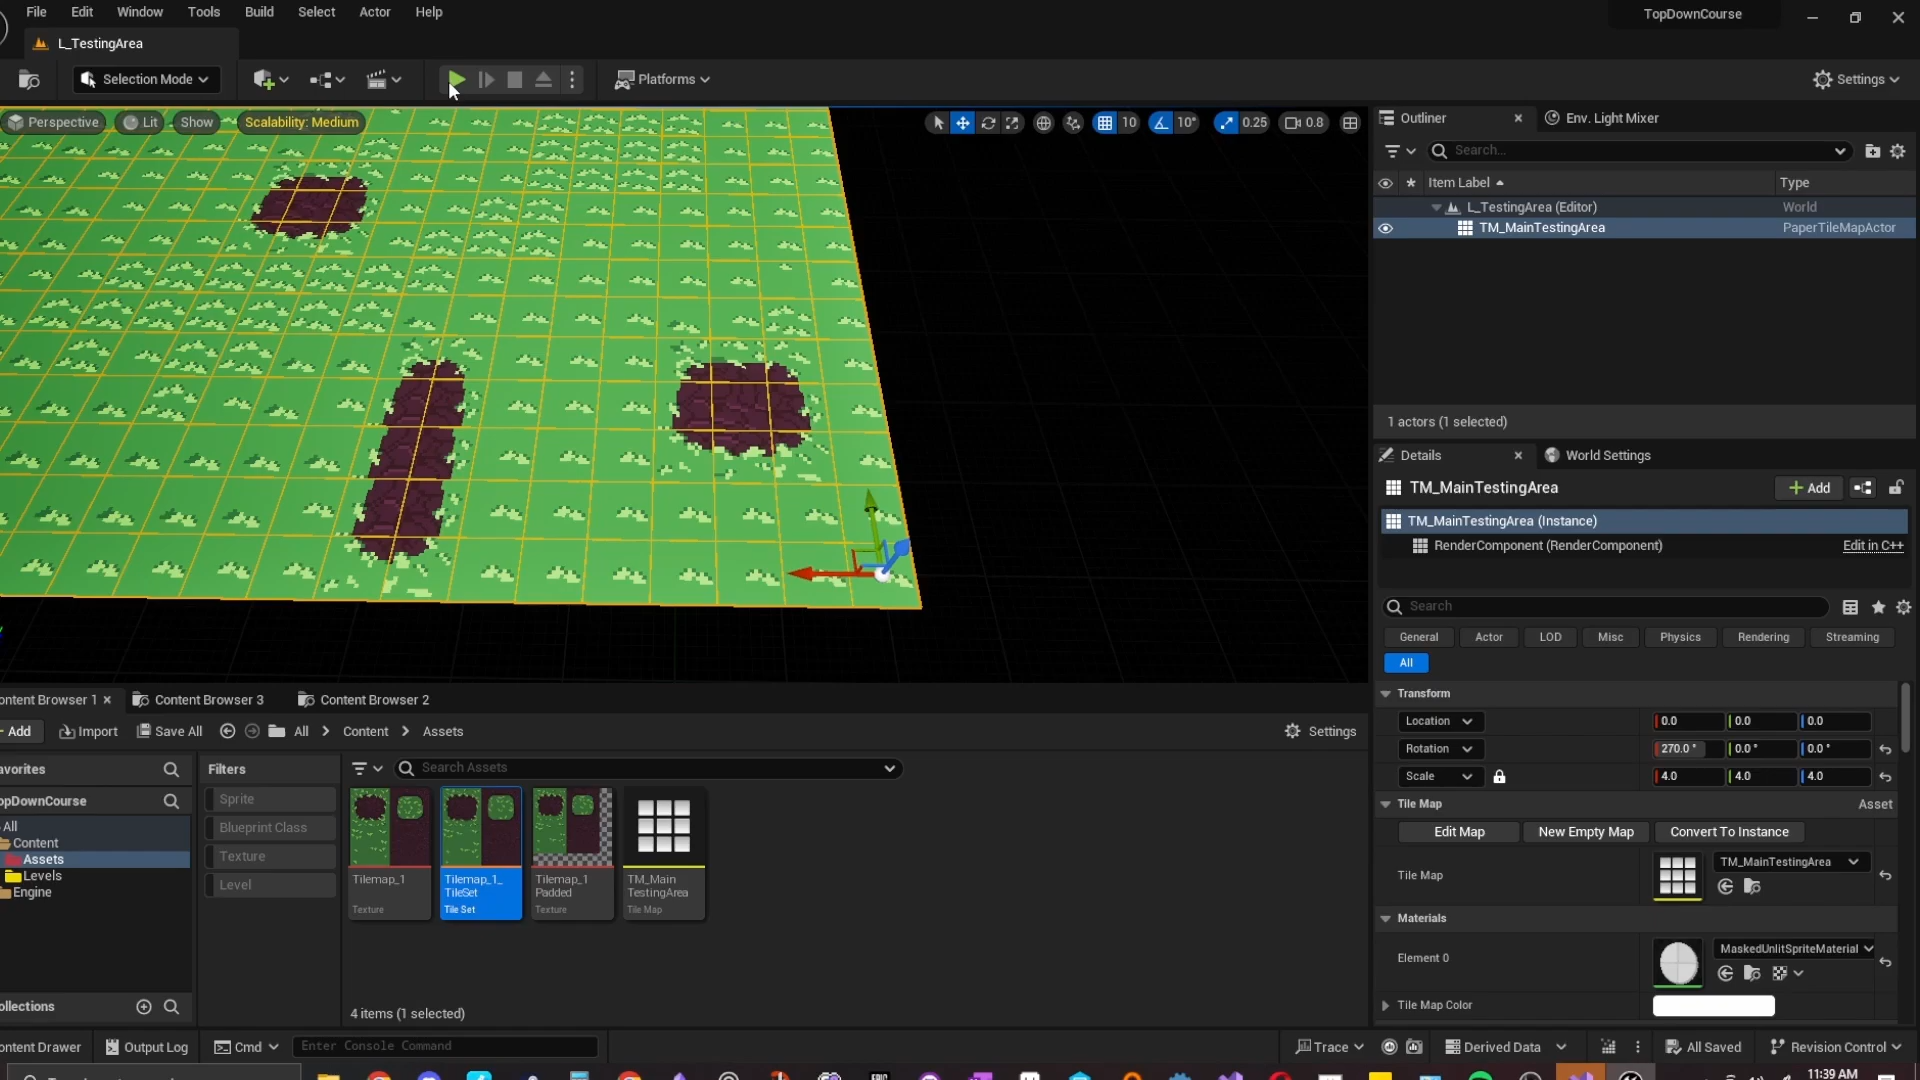 File Edit Window Tools Build Select Actor Help
TopDownCourse
L_TestingArea
Selection Mode
Platforms
Settings
Perspective Lit Show Scalability: Medium
10 10° 0.25 0.8
Outliner
Env. Light Mixer
Search...
Item Label Type
L_TestingArea (Editor) World
TM_MainTestingArea PaperTileMapActor
1 actors (1 selected)
Details
World Settings
TM_MainTestingArea
Add
TM_MainTestingArea (Instance)
RenderComponent (RenderComponent) Edit in C++
Search
General Actor LOD Misc Physics Rendering Streaming
All
Transform
Location 0.0 0.0 0.0
Rotation 270.0 ° 0.0 ° 0.0 °
Scale 4.0 4.0 4.0
Tile Map Asset
Edit Map New Empty Map Convert To Instance
Tile Map TM_MainTestingArea
Materials
Element 0 MaskedUnlitSpriteMaterial
Tile Map Color
ontent Browser 1 Content Browser 3 Content Browser 2
Add Import Save All All > Content > Assets Settings
avorites
opDownCourse
All
Content
Assets
Levels
Engine
ollections
Filters
Sprite
Blueprint Class
Texture
Level
Search Assets
Tilemap_1
Texture
Tilemap_1_
TileSet
Tile Set
Tilemap_1
Padded
Texture
TM_Main
TestingArea
Tile Map
4 items (1 selected)
ontent Drawer Output Log Cmd Enter Console Command
Trace Derived Data All Saved Revision Control
11:39 AM